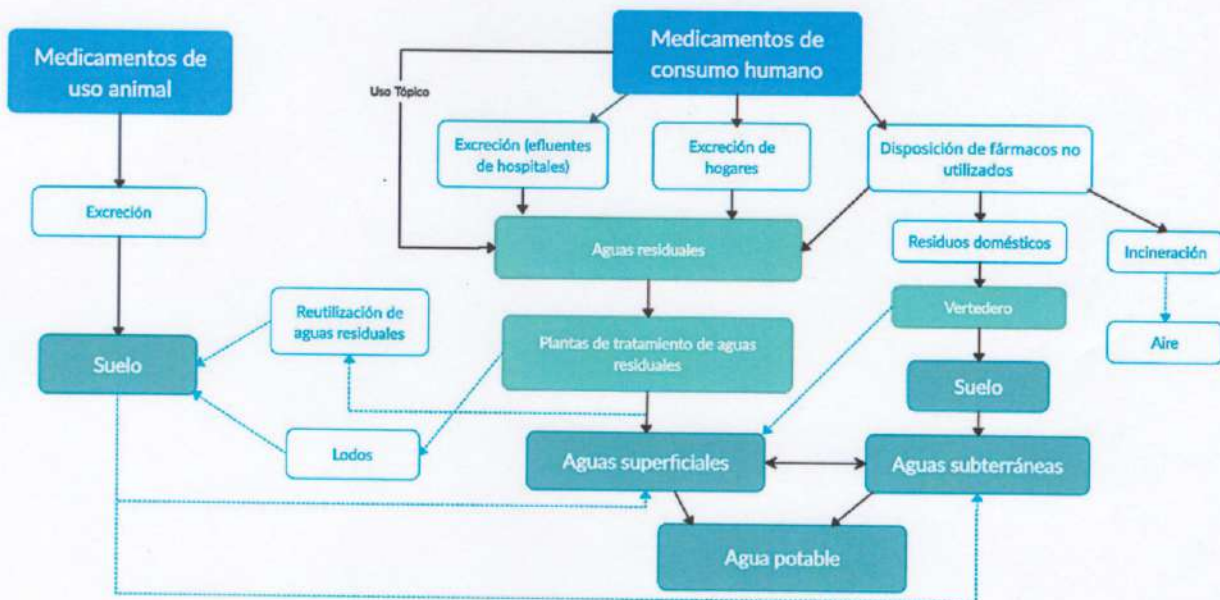 Medicamentos de
uso animal
Medicamentos de
consumo humano
Uso Tópico
Excreción (efluentes
de hospitales)
Excreción de
hogares
Disposición de fármacos no
utilizados
Excreción
Aguas residuales
Residuos domésticos
Incineración
Reutilización de
aguas residuales
Vertedero
Plantas de tratamiento de aguas
residuales
Aire
Suelo
Suelo
Lodos
Aguas superficiales
Aguas subterráneas
Agua potable